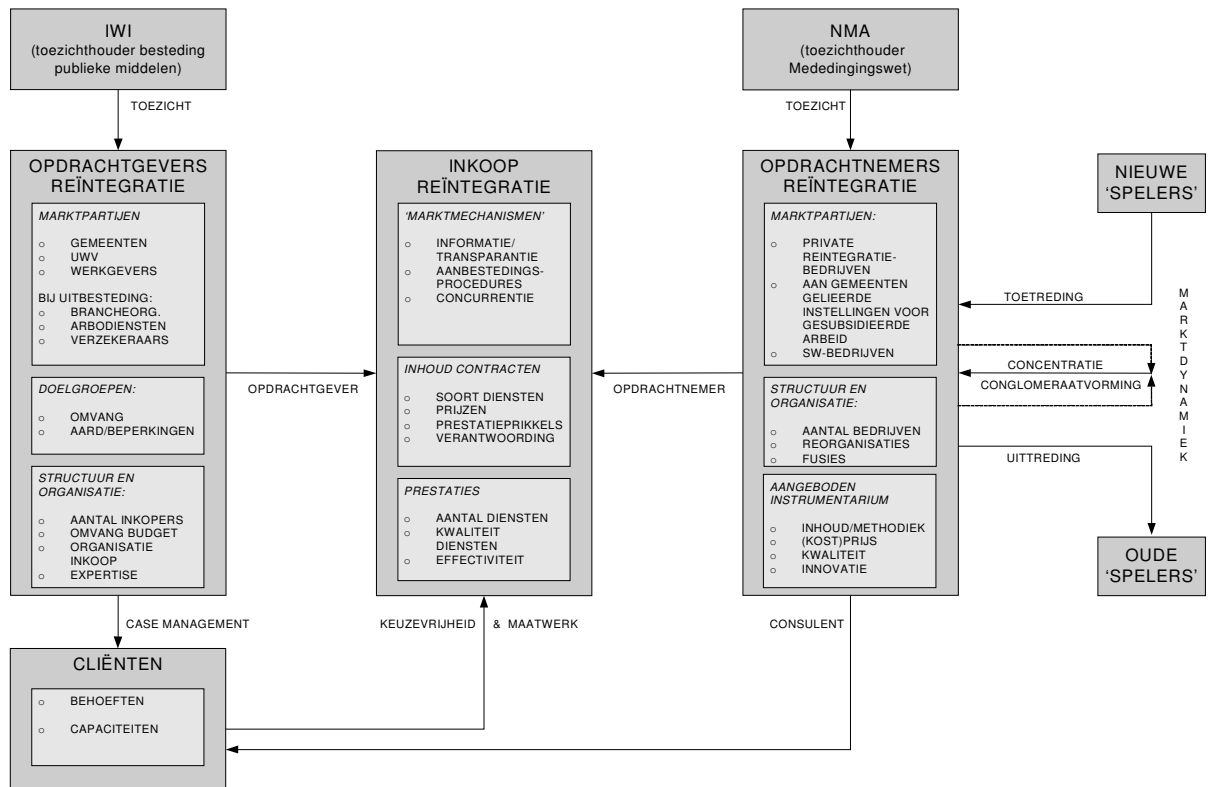 IWI
(toezichthouder besteding
publieke middelen)
NMA
(toezichthouder
Mededingingswet)
TOEZICHT
TOEZICHT
OPDRACHTGEVERS
REÏNTEGRATIE
MARKTPARTIJEN
o GEMEENTEN
o UWV
o WERKGEVERS
BIJ UITBESTEDING:
o BRANCHEORG.
o ARBODIENSTEN
o VERZEKERAARS
DOELGROEPEN:
o OMVANG
o AARD/BEPERKINGEN
STRUCTUUR EN
ORGANISATIE:
o AANTAL INKOPERS
o OMVANG BUDGET
o ORGANISATIE
INKOOP
o EXPERTISE
OPDRACHTGEVER
INKOOP
REÏNTEGRATIE
'MARKTMECHANISMEN'
o INFORMATIE/
TRANSPARANTIE
o AANBESTEDINGS-
PROCEDURES
o CONCURRENTIE
INHOUD CONTRACTEN
o SOORT DIENSTEN
o PRIJZEN
o PRESTATIEPRIKKELS
o VERANTWOORDING
PRESTATIES
o AANTAL DIENSTEN
o KWALITEIT
DIENSTEN
o EFFECTIVITEIT
OPDRACHTNEMER
OPDRACHTNEMERS
REÏNTEGRATIE
MARKTPARTIJEN:
o PRIVATE
REINTEGRATIE-
BEDRIJVEN
o AAN GEMEENTEN
GELIEERDE
INSTELLINGEN VOOR
GESUBSIDIEERDE
ARBEID
o SW-BEDRIJVEN
STRUCTUUR EN
ORGANISATIE:
o AANTAL BEDRIJVEN
o REORGANISATIES
o FUSIES
AANGEBODEN
INSTRUMENTARIUM
o INHOUD/METHODIEK
o (KOST)PRIJS
o KWALITEIT
o INNOVATIE
NIEUWE
'SPELERS'
TOETREDING
CONCENTRATIE
CONGLOMERAATVORMING
UITTREDING
MARKTDYNAMIEK
OUDE
'SPELERS'
CASE MANAGEMENT
KEUZEVRIJHEID & MAATWERK
CONSULENT
CLIËNTEN
o BEHOEFTEN
o CAPACITEITEN